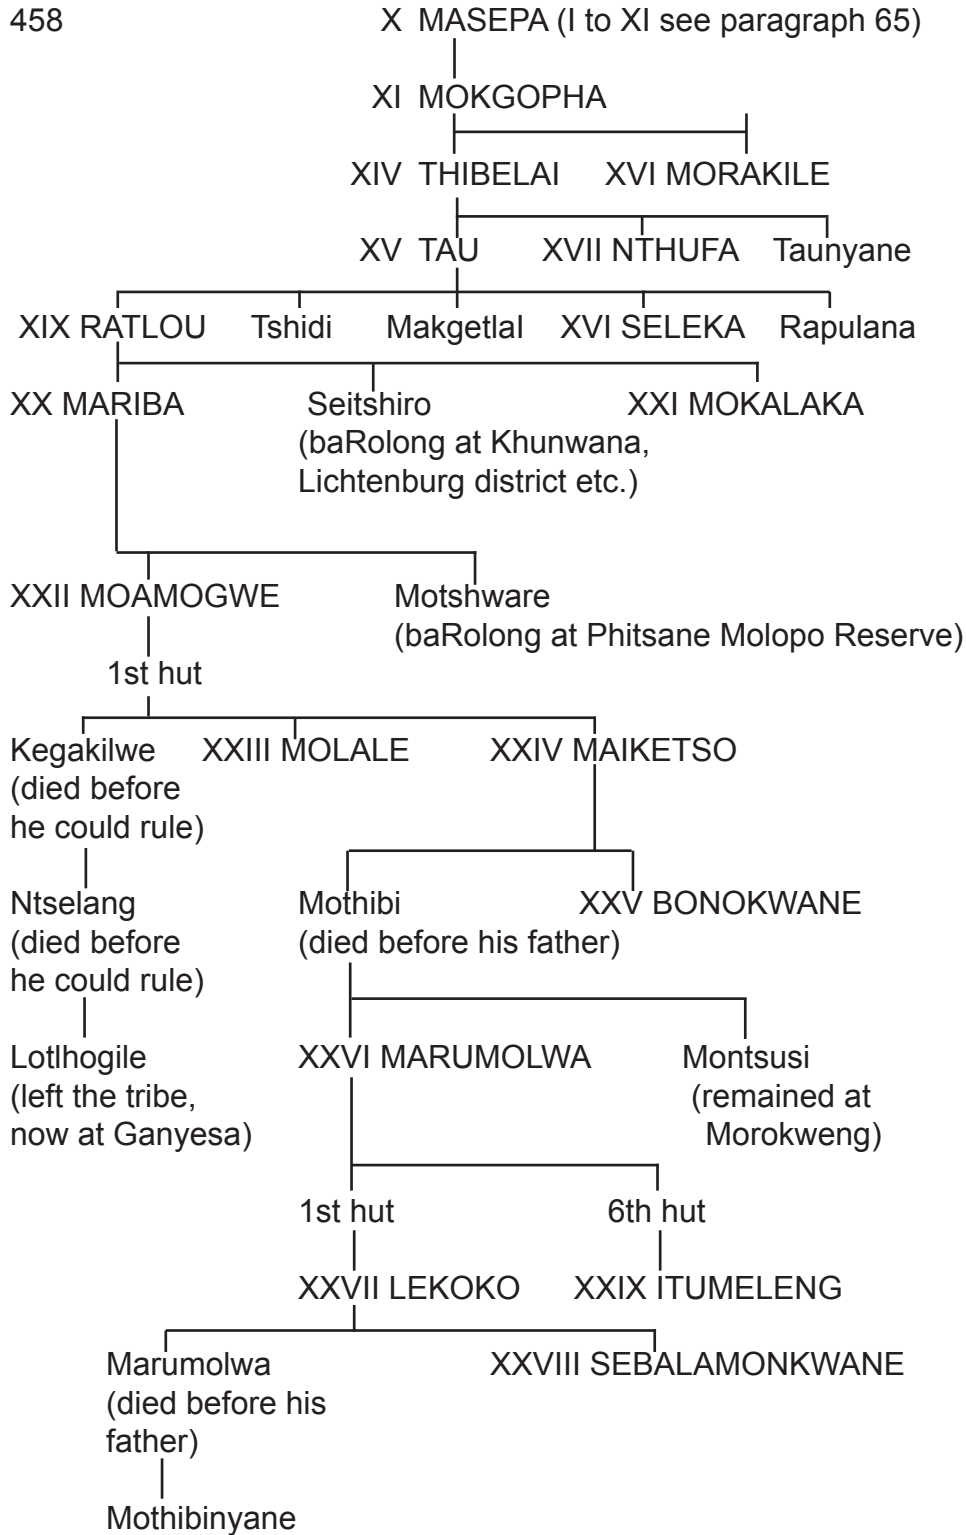 458
X MASEPA (I to XI see paragraph 65)
XI MOKGOPHA
XIV THIBELAI XVI MORAKILE
XV TAU XVII NTHUFA Taunyane
XIX RATLOU Tshidi Makgetlal XVI SELEKA Rapulana
XX MARIBA Seitshiro XXI MOKALAKA
(baRolong at Khunwana,
Lichtenburg district etc.)
XXII MOAMOGWE Motshware
(baRolong at Phitsane Molopo Reserve)
1st hut
Kegakilwe XXIII MOLALE XXIV MAIKETSO
(died before
he could rule)
Ntselang Mothibi XXV BONOKWANE
(died before (died before his father)
he could rule)
Lotlhogile XXVI MARUMOLWA Montsusi
(left the tribe, (remained at
now at Ganyesa) Morokweng)
1st hut 6th hut
XXVII LEKOKO XXIX ITUMELENG
Marumolwa XXVIII SEBALAMONKWANE
(died before his
father)
Mothibinyane